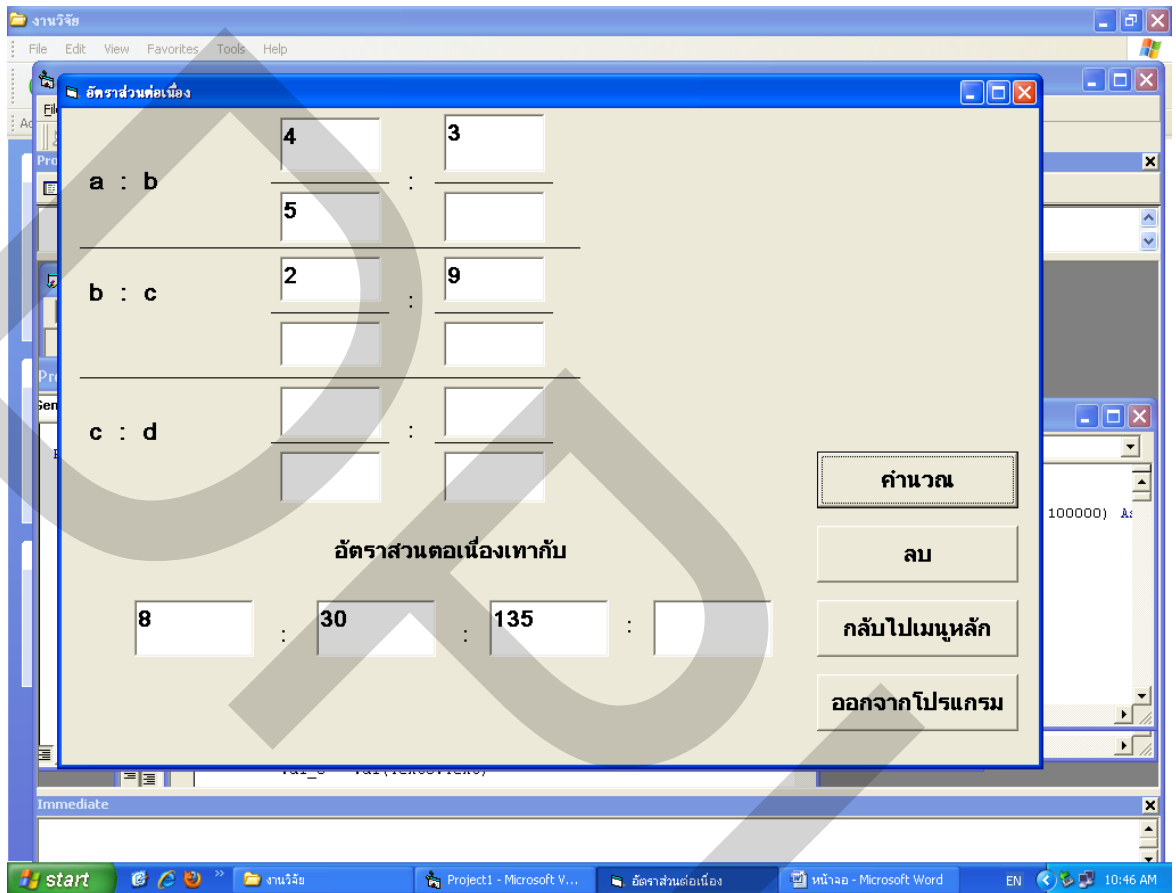 งานวิจัย
File Edit View Favorites Tools Help
อัตราส่วนต่อเนื่อง
4 : 3
a : b
5
2 9
b : c :
c : d :
คำนวณ
100000)
อัตราสวนตอเนื่องเทากับ
ลบ
8 : 30 : 135 :
กลับไปเมนูหลัก
ออกจากโปรแกรม
Immediate
start
งานวิจัย
Project1 - Microsoft V...
อัตราส่วนต่อเนื่อง
หน้าจอ - Microsoft Word
EN
10:46 AM